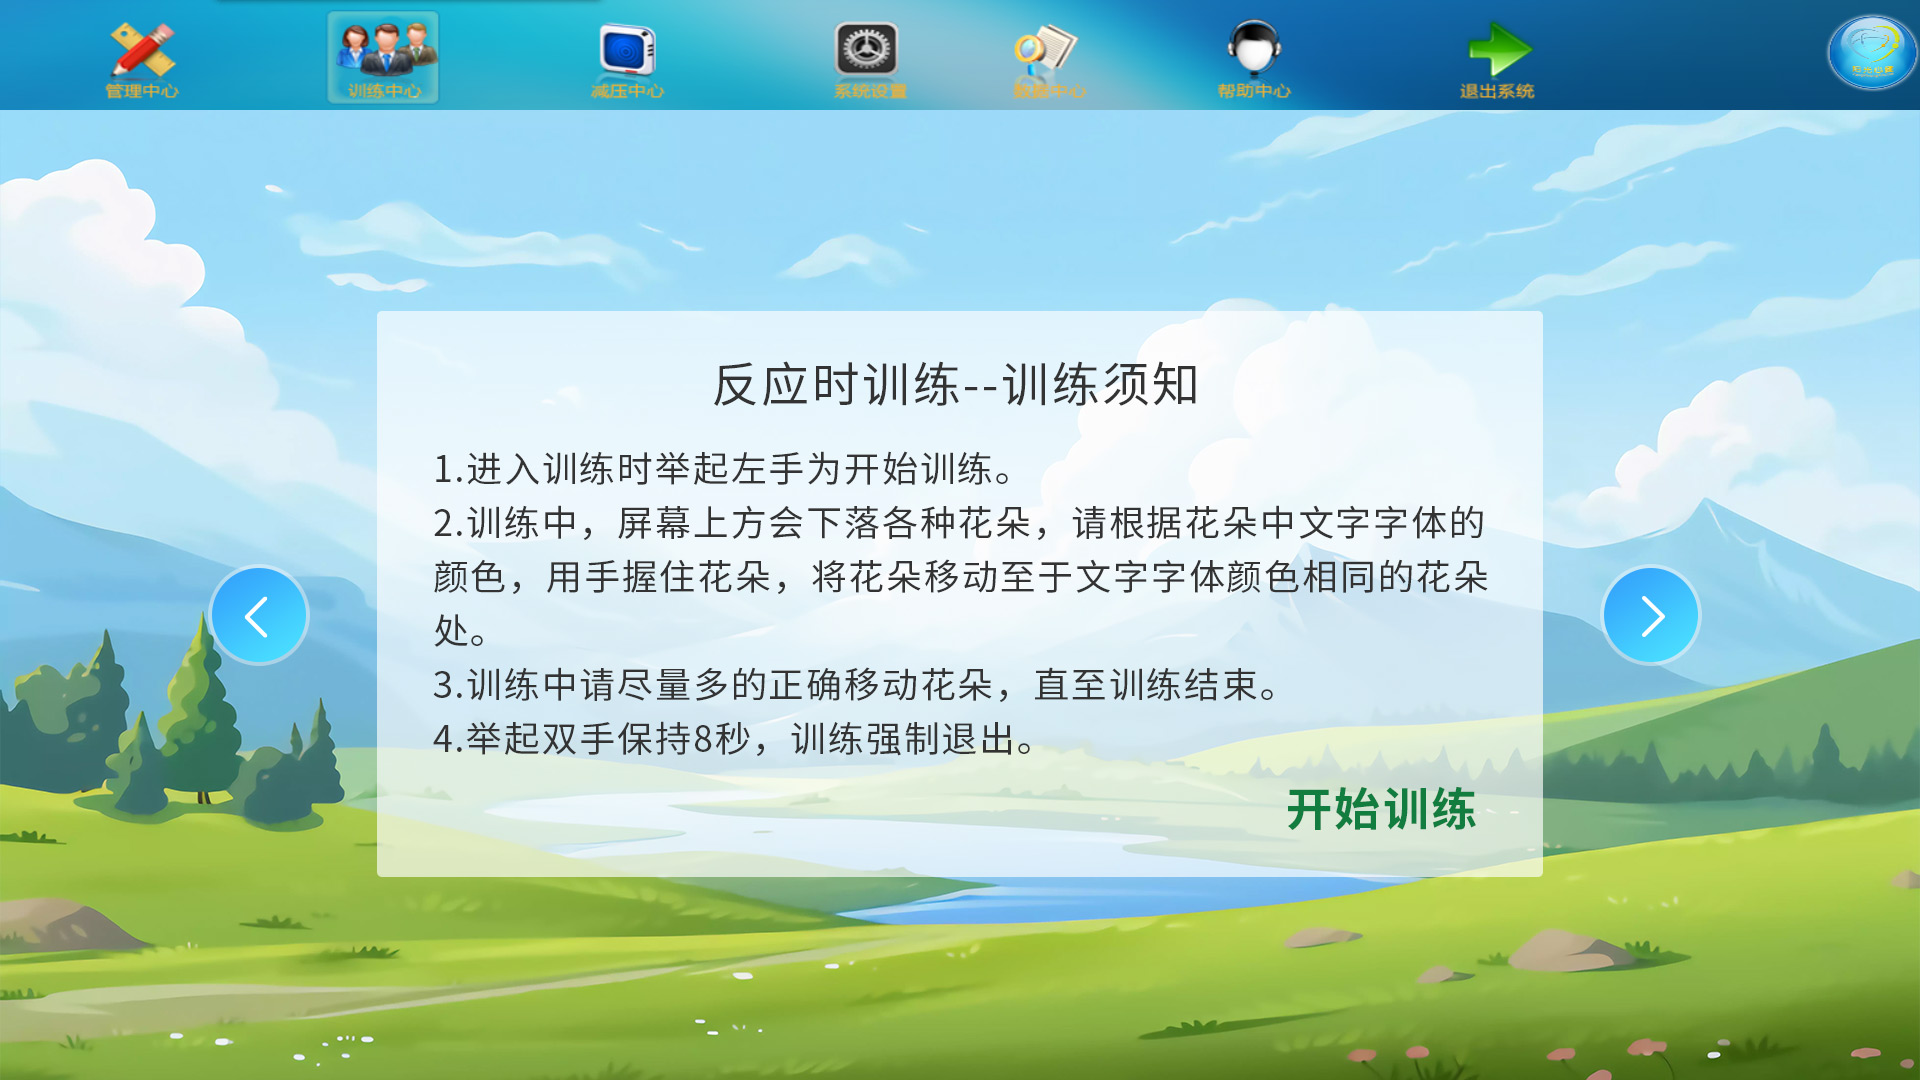 管理中心
训练中心
减压中心
系统设置
数据中心
帮助中心
退出系统
反应时训练--训练须知
1.进入训练时举起左手为开始训练。
2.训练中，屏幕上方会下落各种花朵，请根据花朵中文字字体的
颜色，用手握住花朵，将花朵移动至于文字字体颜色相同的花朵
处。
3.训练中请尽量多的正确移动花朵，直至训练结束。
4.举起双手保持8秒，训练强制退出。
开始训练